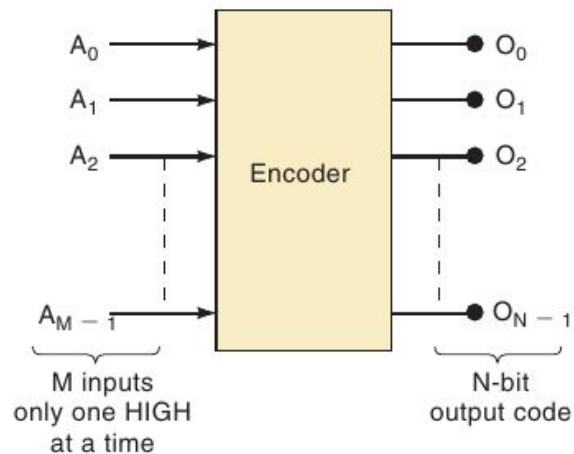 A0
O0
A1
O1
A2
O2
Encoder
AM − 1
ON − 1
M inputs
only one HIGH
at a time
N-bit
output code